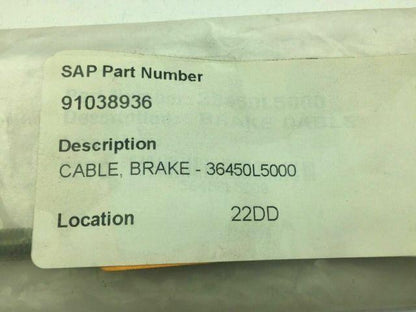 SAP Part Number
91038936
Description
CABLE, BRAKE - 36450L5000
Location 22DD